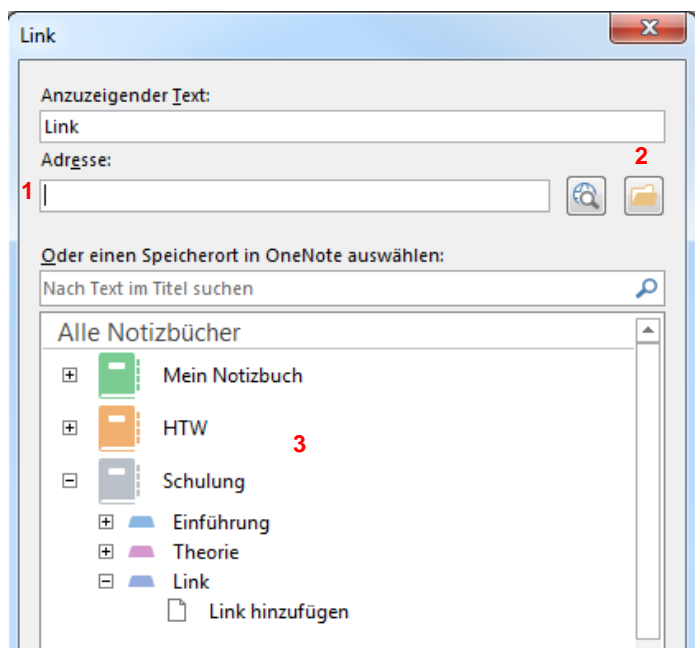 Link
Anzuzeigender Text:
Link
Adresse:
2
1
Oder einen Speicherort in OneNote auswählen:
Nach Text im Titel suchen
Alle Notizbücher
Mein Notizbuch
HTW
3
Schulung
Einführung
Theorie
Link
Link hinzufügen